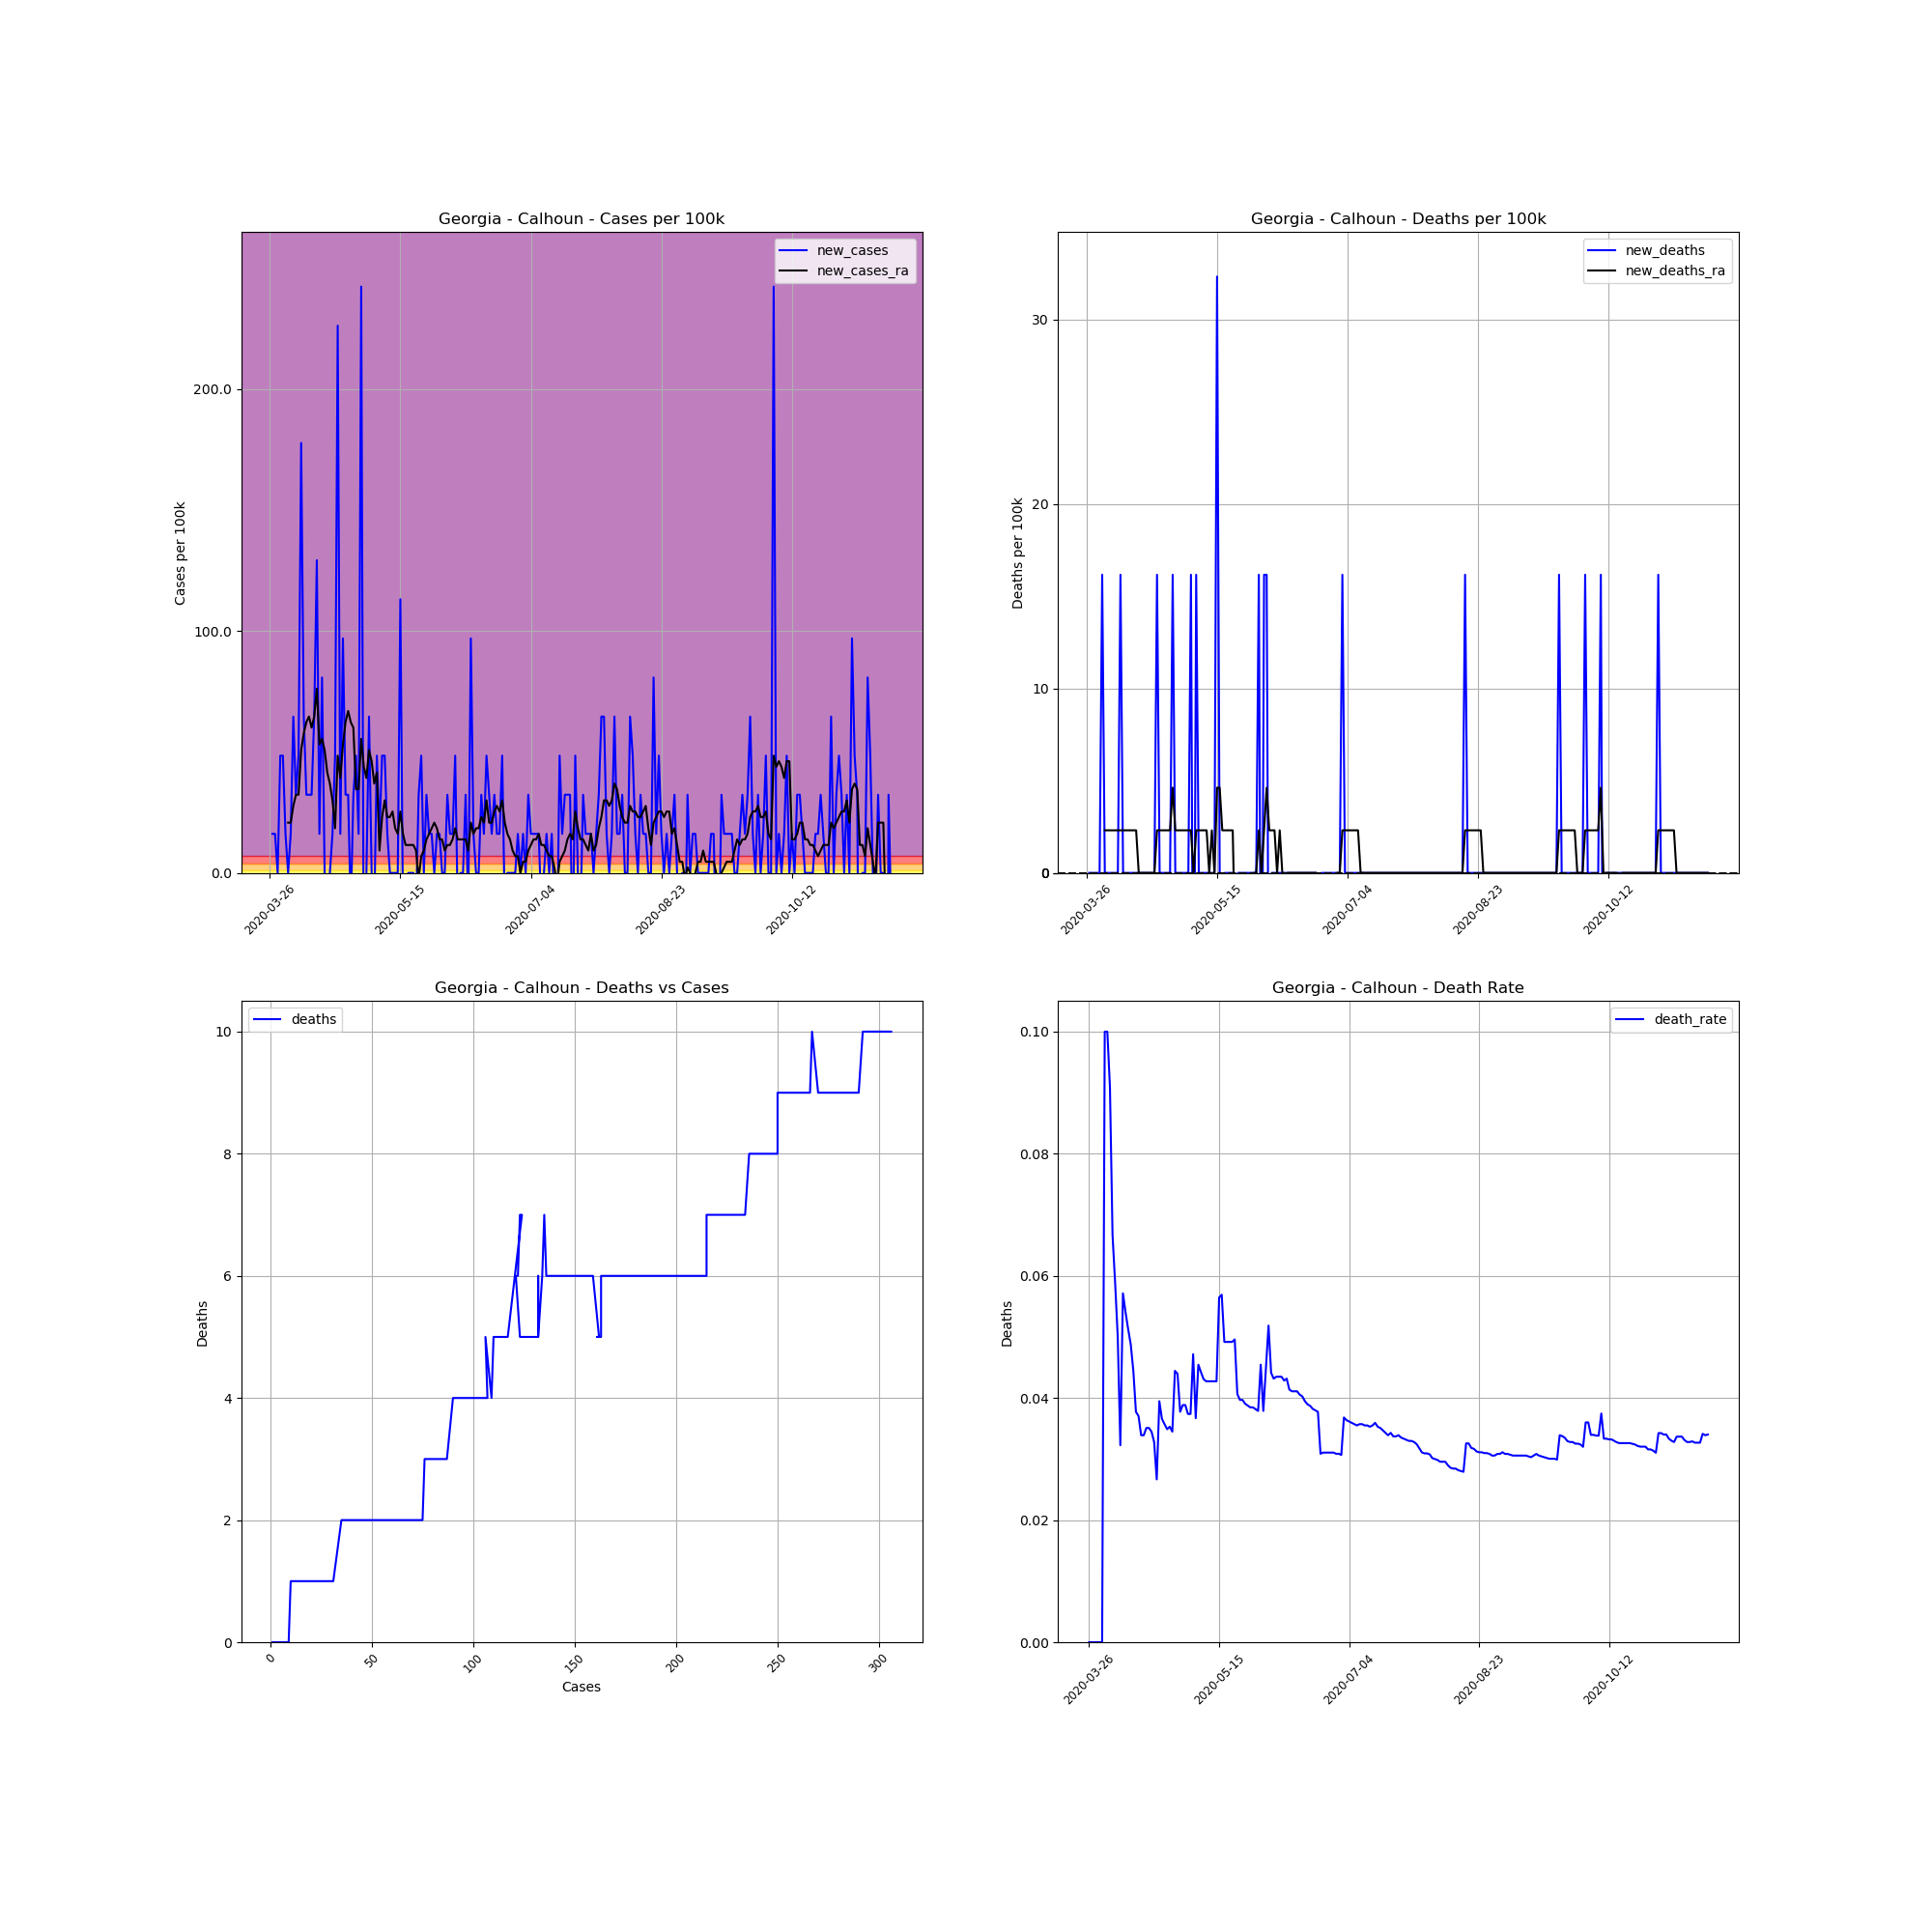 Georgia - Calhoun - Cases per 100k
new_cases
new_cases_ra
Cases per 100k
200.0
100.0
0.0
2020-03-26
2020-05-15
2020-07-04
2020-08-23
2020-10-12
Georgia - Calhoun - Deaths per 100k
new_deaths
new_deaths_ra
Deaths per 100k
30
20
10
0
0
2020-03-26
2020-05-15
2020-07-04
2020-08-23
2020-10-12
Georgia - Calhoun - Deaths vs Cases
deaths
Deaths
10
8
6
4
2
0
0
50
100
150
200
250
300
Cases
Georgia - Calhoun - Death Rate
death_rate
Deaths
0.10
0.08
0.06
0.04
0.02
0.00
2020-03-26
2020-05-15
2020-07-04
2020-08-23
2020-10-12